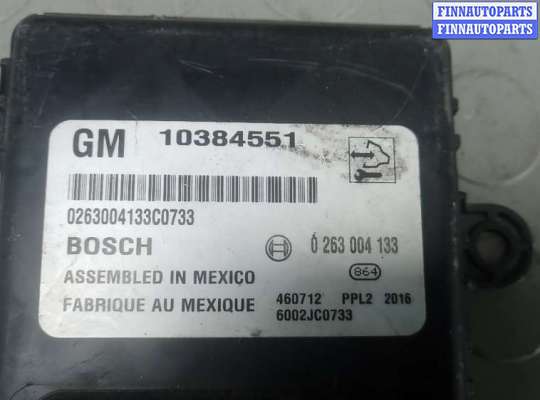 FINNAUTOPARTS
FINNAUTOPARTS
GM 10384551
0263004133C0733
BOSCH 0 263 004 133
864
ASSEMBLED IN MEXICO
FABRIQUE AU MEXIQUE 460712 PPL2 2016
6002JC0733